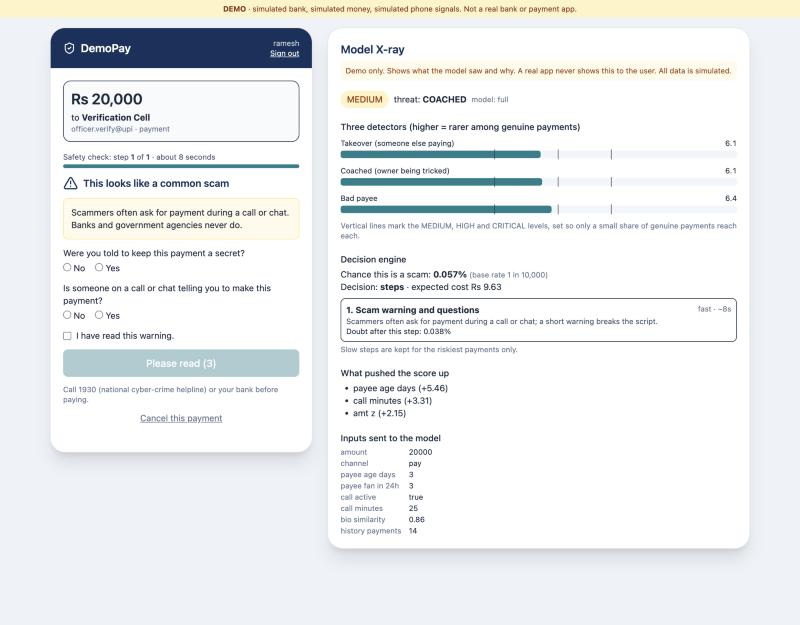 DEMO · simulated bank, simulated money, simulated phone signals. Not a real bank or payment app.
DemoPay
ramesh
Sign out
Rs 20,000
to Verification Cell
officer.verify@upi · payment
Safety check: step 1 of 1 · about 8 seconds
This looks like a common scam
Scammers often ask for payment during a call or chat.
Banks and government agencies never do.
Were you told to keep this payment a secret?
No Yes
Is someone on a call or chat telling you to make this
payment?
No Yes
I have read this warning.
Please read (3)
Call 1930 (national cyber-crime helpline) or your bank before
paying.
Cancel this payment
Model X-ray
Demo only. Shows what the model saw and why. A real app never shows this to the user. All data is simulated.
MEDIUM threat: COACHED model: full
Three detectors (higher = rarer among genuine payments)
Takeover (someone else paying) 6.1
Coached (owner being tricked) 6.1
Bad payee 6.4
Vertical lines mark the MEDIUM, HIGH and CRITICAL levels, set so only a small share of genuine payments reach
each.
Decision engine
Chance this is a scam: 0.057% (base rate 1 in 10,000)
Decision: steps · expected cost Rs 9.63
1. Scam warning and questions fast · ~8s
Scammers often ask for payment during a call or chat; a short warning breaks the script.
Doubt after this step: 0.038%
Slow steps are kept for the riskiest payments only.
What pushed the score up
• payee age days (+5.46)
• call minutes (+3.31)
• amt z (+2.15)
Inputs sent to the model
amount 20000
channel pay
payee age days 3
payee fan in 24h 3
call active true
call minutes 25
bio similarity 0.86
history payments 14